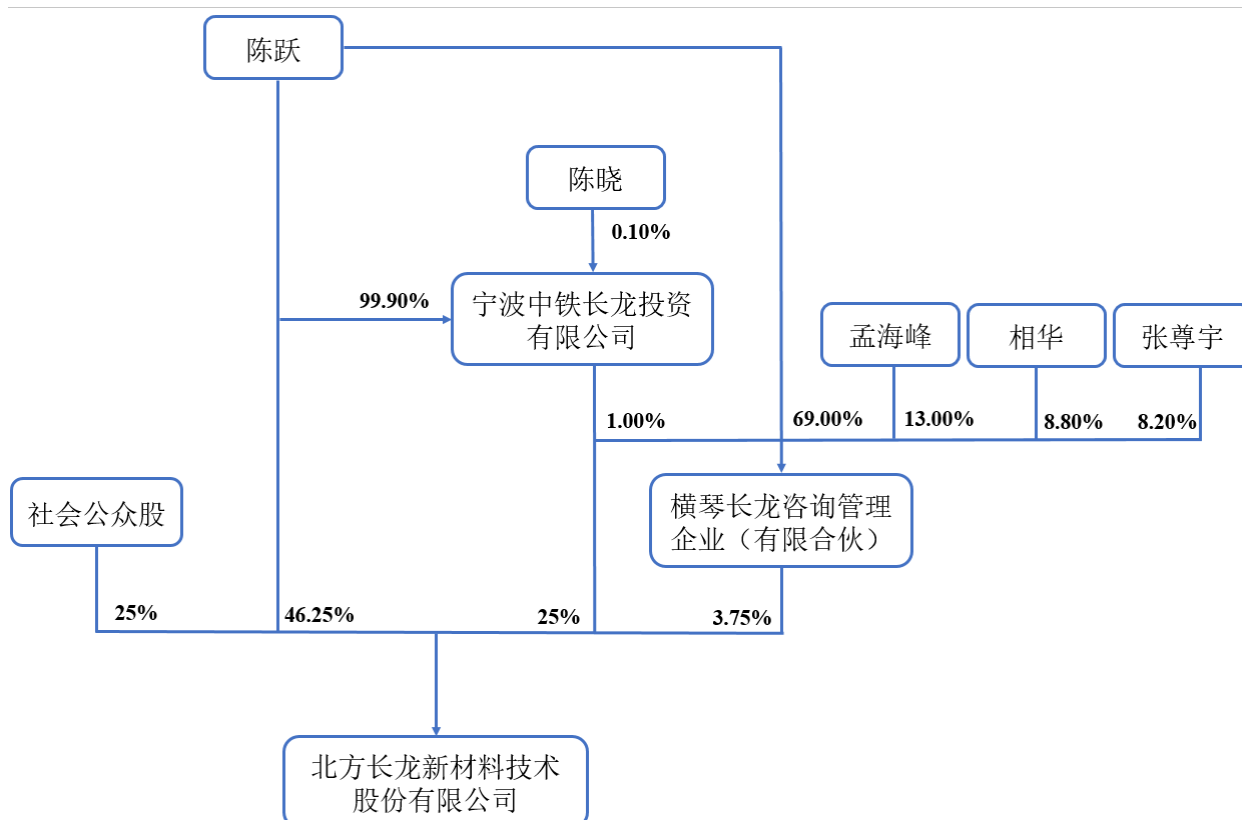 陈跃
陈晓
0.10%
99.90%
宁波中铁长龙投资
有限公司
孟海峰
相华
张尊宇
1.00%
69.00%
13.00%
8.80%
8.20%
社会公众股
横琴长龙咨询管理
企业（有限合伙）
25%
46.25%
25%
3.75%
北方长龙新材料技术
股份有限公司